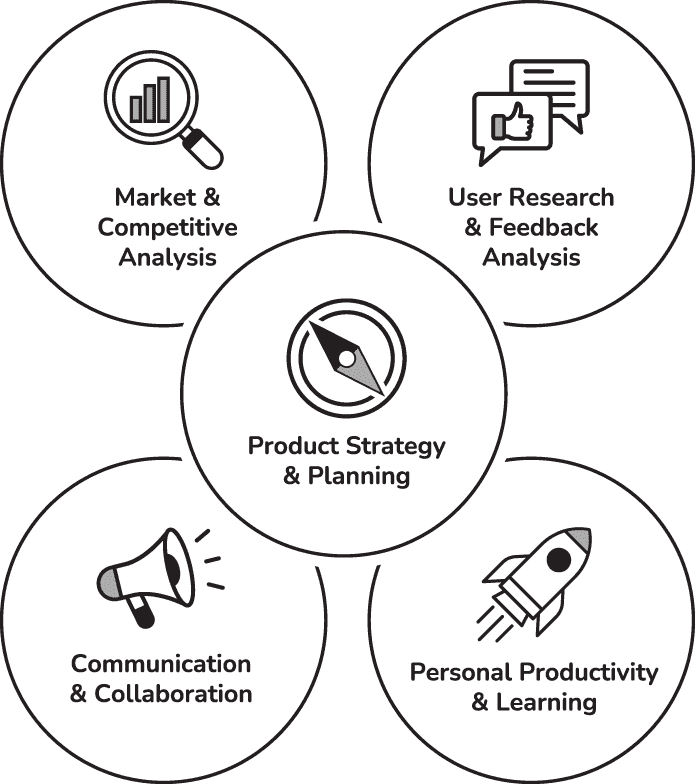 Market &
Competitive
Analysis
User Research
& Feedback
Analysis
Product Strategy
& Planning
Communication
& Collaboration
Personal Productivity
& Learning